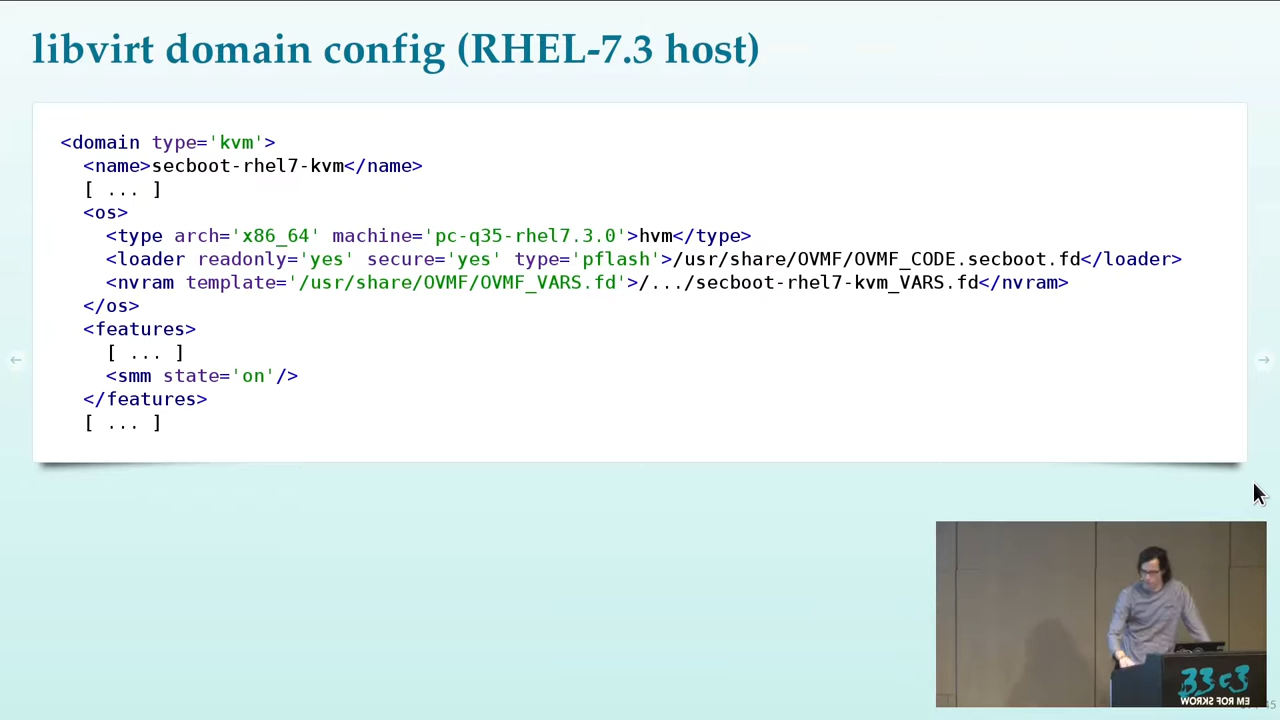 libvirt domain config (RHEL-7.3 host)
<domain type='kvm'>
  <name>secboot-rhel7-kvm</name>
  [ ... ]
  <os>
    <type arch='x86_64' machine='pc-q35-rhel7.3.0'>hvm</type>
    <loader readonly='yes' secure='yes' type='pflash'>/usr/share/OVMF/OVMF_CODE.secboot.fd</loader>
    <nvram template='/usr/share/OVMF/OVMF_VARS.fd'>/.../secboot-rhel7-kvm_VARS.fd</nvram>
  </os>
  <features>
    [ ... ]
    <smm state='on'/>
  </features>
  [ ... ]
← →
33c3
WORKS FOR ME